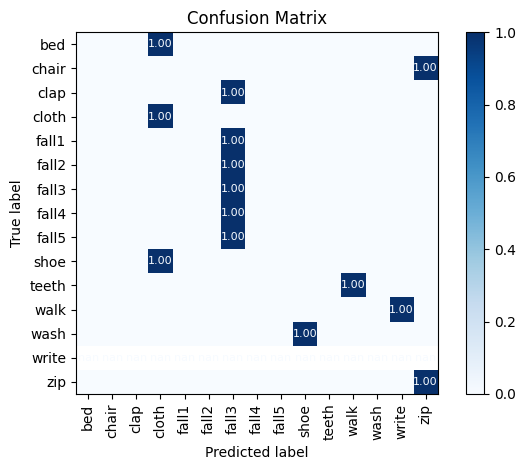 Confusion Matrix
bed
chair
clap
cloth
fall1
fall2
fall3
fall4
fall5
shoe
teeth
walk
wash
write
zip
True label
1.00
1.00
1.00
1.00
1.00
1.00
1.00
1.00
1.00
1.00
1.00
1.00
1.00
1.00
bed
chair
clap
cloth
fall1
fall2
fall3
fall4
fall5
shoe
teeth
walk
wash
write
zip
Predicted label
1.0
0.8
0.6
0.4
0.2
0.0